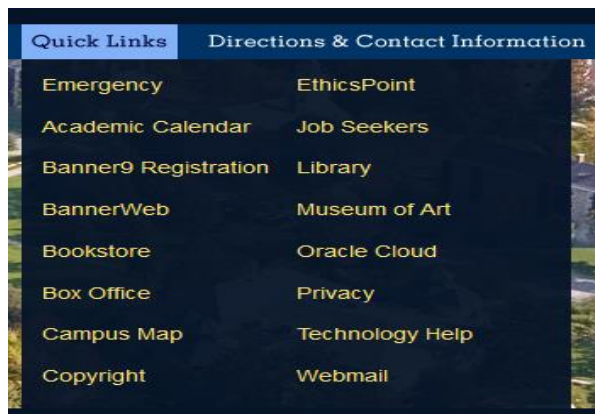 Quick Links Directions & Contact Information
Emergency EthicsPoint
Academic Calendar Job Seekers
Banner9 Registration Library
BannerWeb Museum of Art
Bookstore Oracle Cloud
Box Office Privacy
Campus Map Technology Help
Copyright Webmail